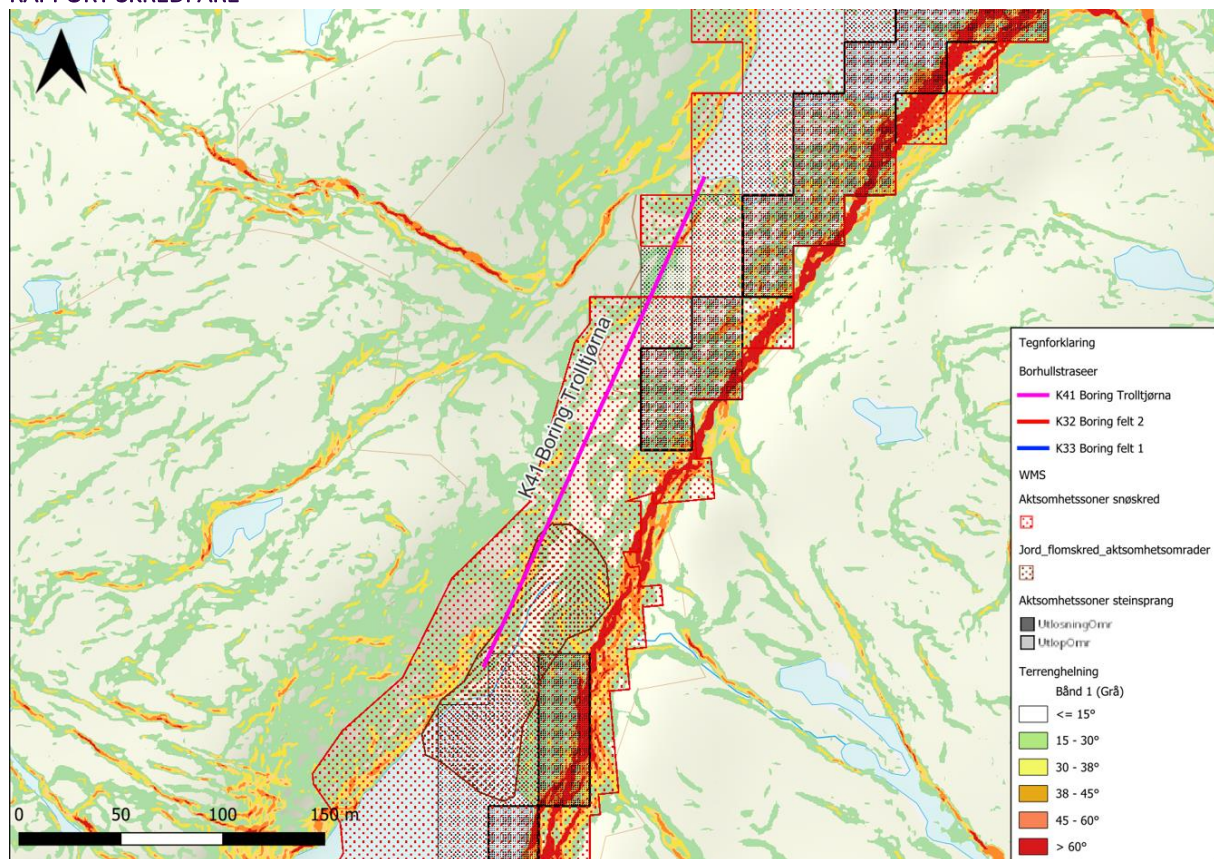 RAPPORT SKREDFARE
K41-Boring Trolltjørna
0 50 100 150 m
Tegnforklaring
Borhullstraseer
K41 Boring Trolltjørna
K32 Boring felt 2
K33 Boring felt 1
WMS
Aktsomhetssoner snøskred
Jord_flomskred_aktsomhetsomrader
Aktsomhetssoner steinsprang
UtlosningOmr
UtlopOmr
Terrenghelning
Bånd 1 (Grå)
<= 15°
15 - 30°
30 - 38°
38 - 45°
45 - 60°
> 60°